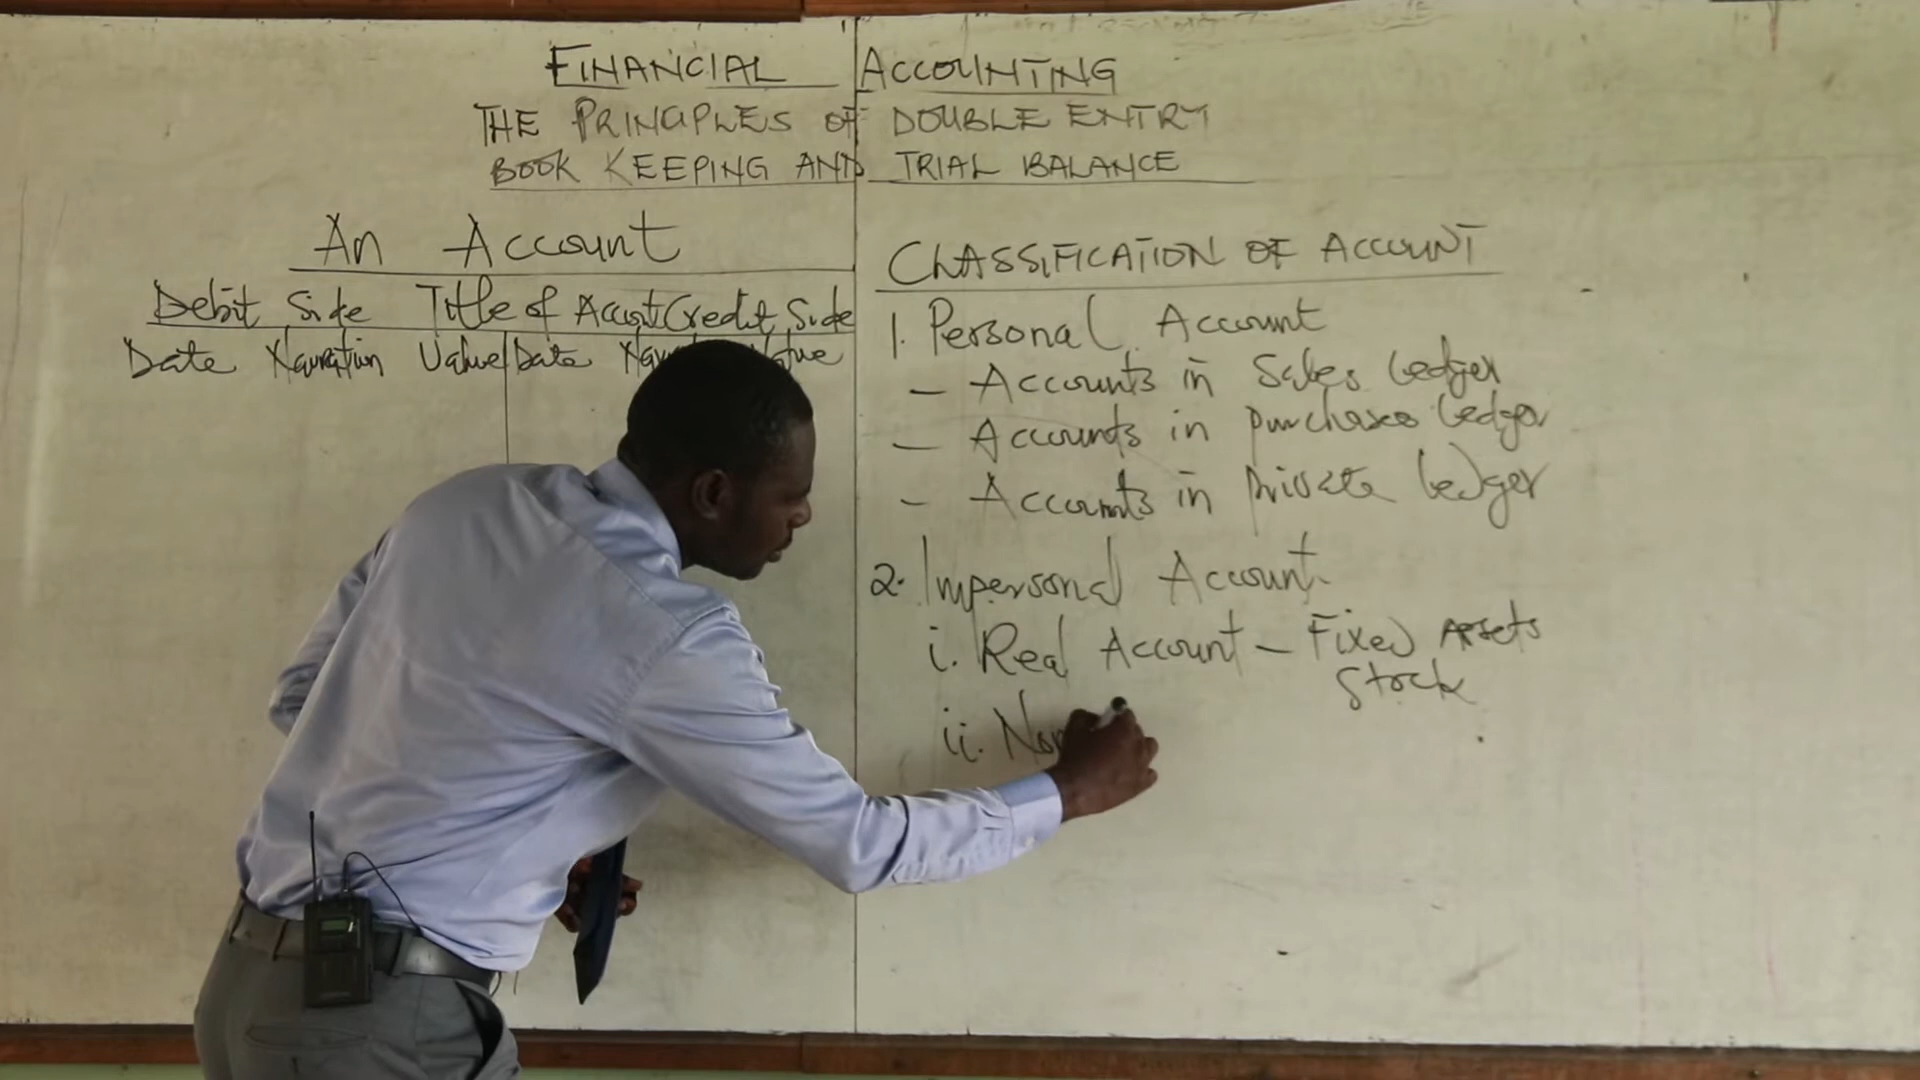 FINANCIAL ACCOUNTING
THE PRINCIPLES OF DOUBLE ENTRY
BOOK KEEPING AND TRIAL BALANCE
An Account
Debit Side Title of Account Credit Side
Date Narration Value Date
CLASSIFICATION OF ACCOUNT
1. Personal Account
- Accounts in Sales Ledger
- Accounts in purchases Ledger
- Accounts in private Ledger
2. Impersonal Account
i. Real Account - Fixed Assets
Stock
ii.